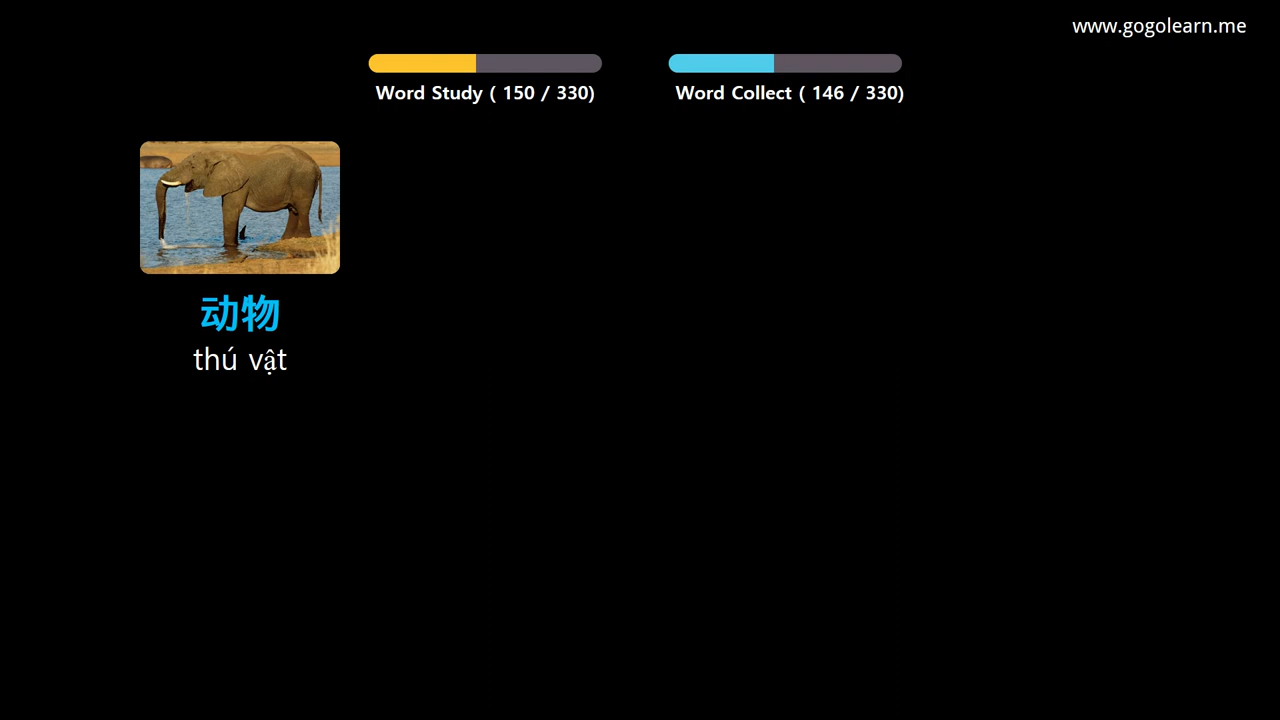 www.gogolearn.me
Word Study ( 150 / 330)
Word Collect ( 146 / 330)
动物
thú vật